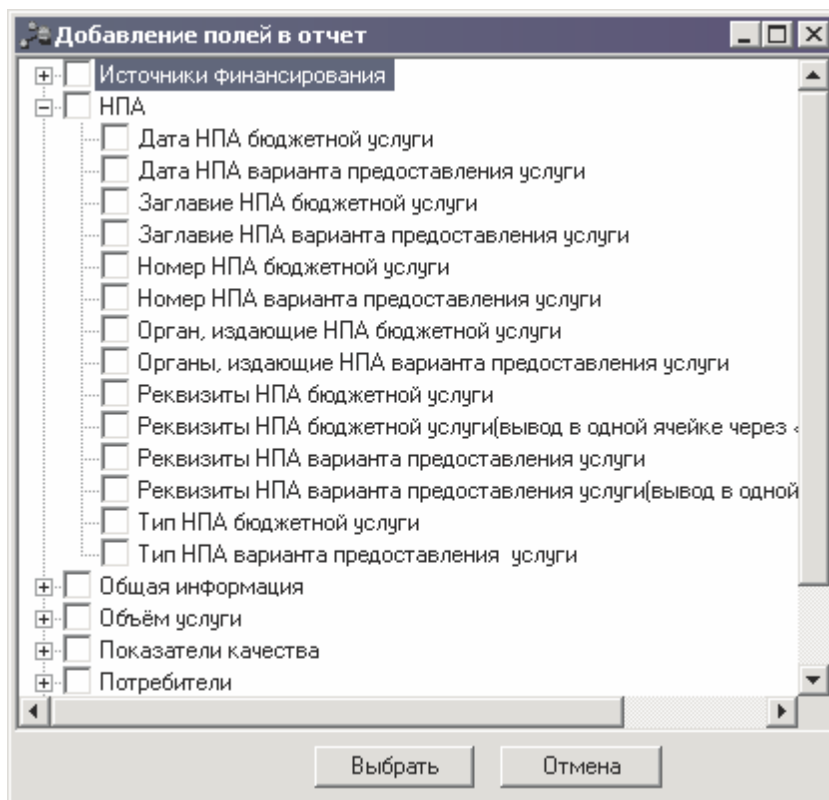 Добавление полей в отчет
Источники финансирования
НПА
Дата НПА бюджетной услуги
Дата НПА варианта предоставления услуги
Заглавие НПА бюджетной услуги
Заглавие НПА варианта предоставления услуги
Номер НПА бюджетной услуги
Номер НПА варианта предоставления услуги
Орган, издающие НПА бюджетной услуги
Органы, издающие НПА варианта предоставления услуги
Реквизиты НПА бюджетной услуги
Реквизиты НПА бюджетной услуги(вывод в одной ячейке через
Реквизиты НПА варианта предоставления услуги
Реквизиты НПА варианта предоставления услуги(вывод в одной
Тип НПА бюджетной услуги
Тип НПА варианта предоставления услуги
Общая информация
Объём услуги
Показатели качества
Потребители
Выбрать Отмена